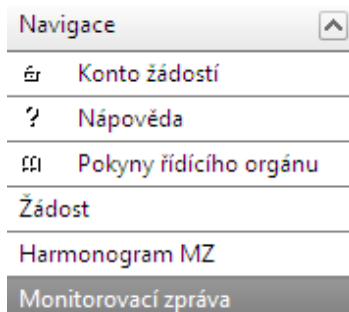 Navigace
Konto žádostí
? Nápověda
Pokyny řídícího orgánu
Žádost
Harmonogram MZ
Monitorovací zpráva